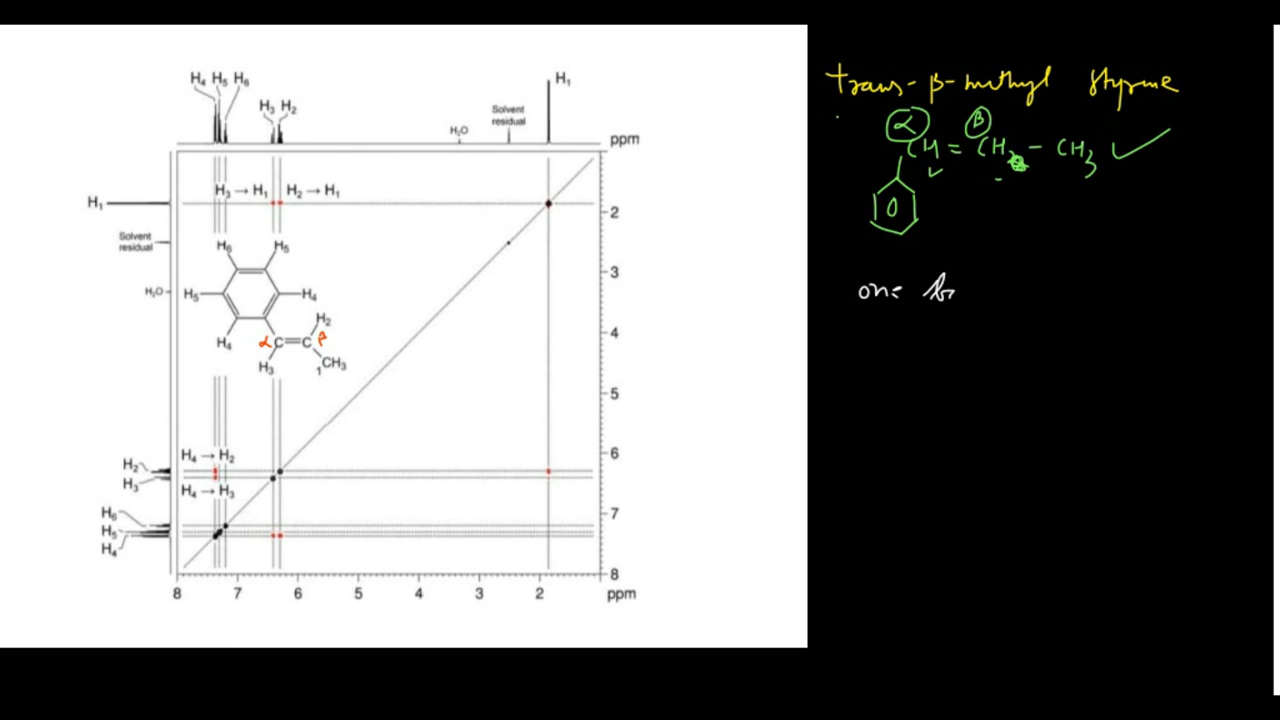 H₄ H₅ H₆
H₃ H₂
H₂O
Solvent
residual
H₁
ppm
H₁
H₃ → H₁ H₂ → H₁
Solvent
residual
H₂O
H₆ H₅
H₅ H₄
H₄ H₂
α C = C β
H₃ ₁CH₃
H₄ → H₂
H₄ → H₃
H₂
H₃
H₆
H₅
H₄
2
3
4
5
6
7
8
8 7 6 5 4 3 2 ppm
trans-β-methyl styrene
α β
CH = CH - CH₃ ✓
one br